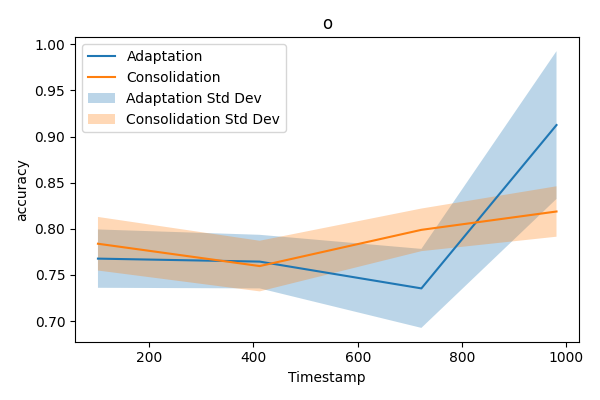 o
Adaptation
Consolidation
Adaptation Std Dev
Consolidation Std Dev
accuracy
1.00
0.95
0.90
0.85
0.80
0.75
0.70
200 400 600 800 1000
Timestamp